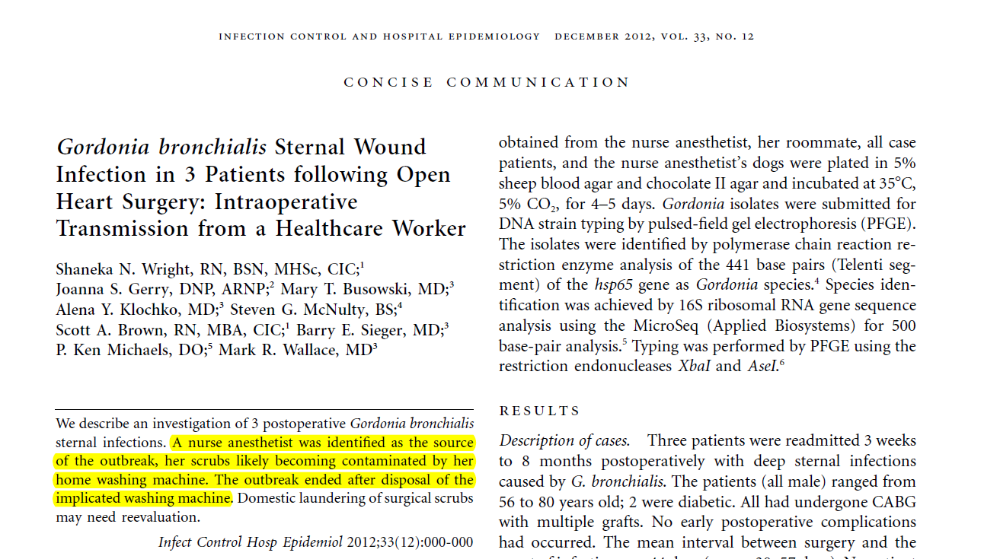 INFECTION CONTROL AND HOSPITAL EPIDEMIOLOGY DECEMBER 2012, VOL. 33, NO. 12
CONCISE COMMUNICATION
Gordonia bronchialis Sternal Wound
Infection in 3 Patients following Open
Heart Surgery: Intraoperative
Transmission from a Healthcare Worker
Shaneka N. Wright, RN, BSN, MHSc, CIC;1
Joanna S. Gerry, DNP, ARNP;2 Mary T. Busowski, MD;3
Alena Y. Klochko, MD;3 Steven G. McNulty, BS;4
Scott A. Brown, RN, MBA, CIC;1 Barry E. Sieger, MD;3
P. Ken Michaels, DO;5 Mark R. Wallace, MD3
We describe an investigation of 3 postoperative Gordonia bronchialis
sternal infections. A nurse anesthetist was identified as the source
of the outbreak, her scrubs likely becoming contaminated by her
home washing machine. The outbreak ended after disposal of the
implicated washing machine. Domestic laundering of surgical scrubs
may need reevaluation.
Infect Control Hosp Epidemiol 2012;33(12):000-000
obtained from the nurse anesthetist, her roommate, all case
patients, and the nurse anesthetist's dogs were plated in 5%
sheep blood agar and chocolate II agar and incubated at 35°C,
5% CO2, for 4–5 days. Gordonia isolates were submitted for
DNA strain typing by pulsed-field gel electrophoresis (PFGE).
The isolates were identified by polymerase chain reaction re-
striction enzyme analysis of the 441 base pairs (Telenti seg-
ment) of the hsp65 gene as Gordonia species.4 Species iden-
tification was achieved by 16S ribosomal RNA gene sequence
analysis using the MicroSeq (Applied Biosystems) for 500
base-pair analysis.5 Typing was performed by PFGE using the
restriction endonucleases XbaI and AseI.6
RESULTS
Description of cases. Three patients were readmitted 3 weeks
to 8 months postoperatively with deep sternal infections
caused by G. bronchialis. The patients (all male) ranged from
56 to 80 years old; 2 were diabetic. All had undergone CABG
with multiple grafts. No early postoperative complications
had occurred. The mean interval between surgery and the